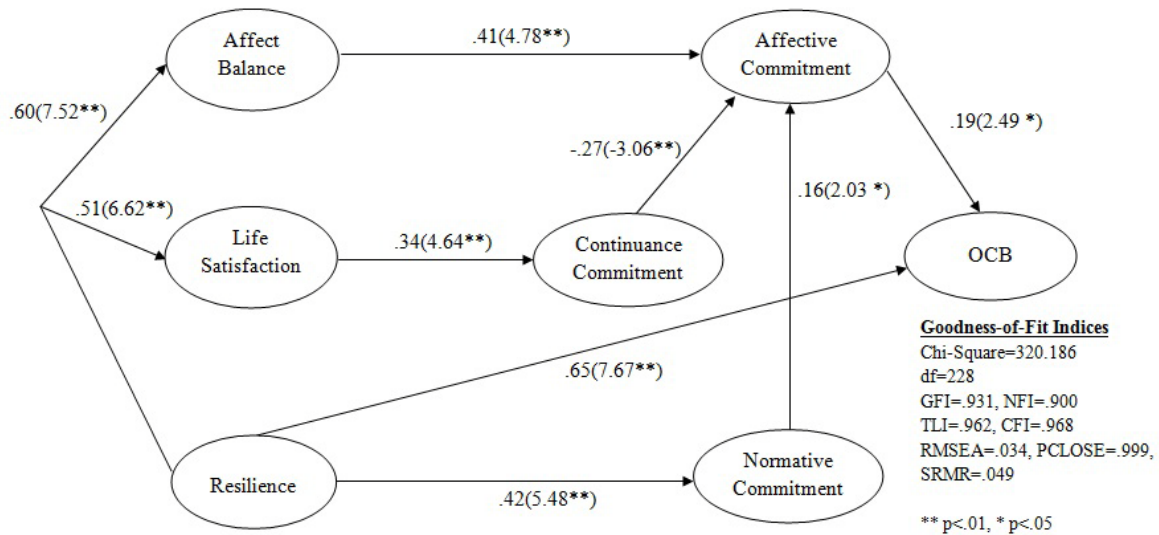 Affect
Balance
.41(4.78**)
Affective
Commitment
.60(7.52**)
.19(2.49 *)
-.27(-3.06**)
.16(2.03 *)
.51(6.62**)
Life
Satisfaction
.34(4.64**)
Continuance
Commitment
OCB
Goodness-of-Fit Indices
Chi-Square=320.186
df=228
GFI=.931, NFI=.900
TLI=.962, CFI=.968
RMSEA=.034, PCLOSE=.999,
SRMR=.049
** p<.01, * p<.05
.65(7.67**)
Resilience
.42(5.48**)
Normative
Commitment